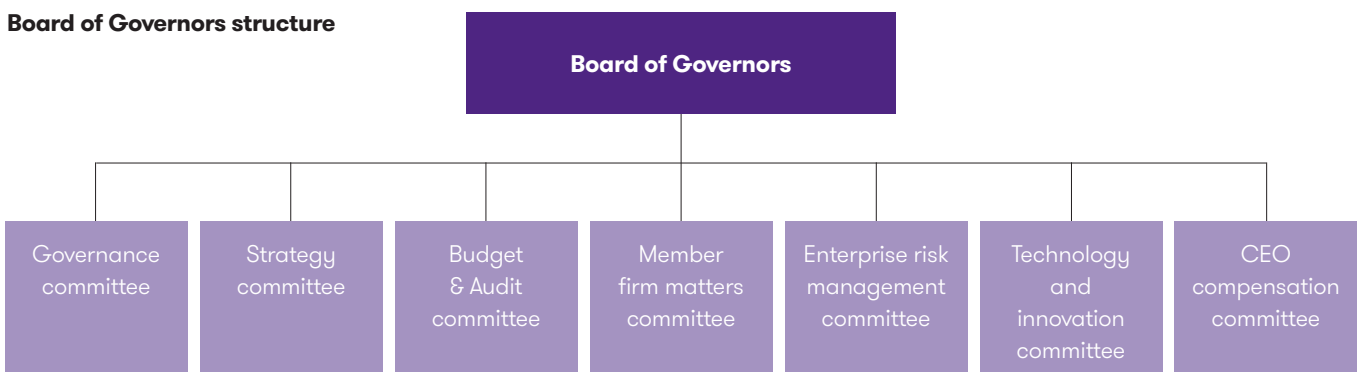 Board of Governors structure
Board of Governors
Governance
committee
Strategy
committee
Budget
& Audit
committee
Member
firm matters
committee
Enterprise risk
management
committee
Technology
and
innovation
committee
CEO
compensation
committee